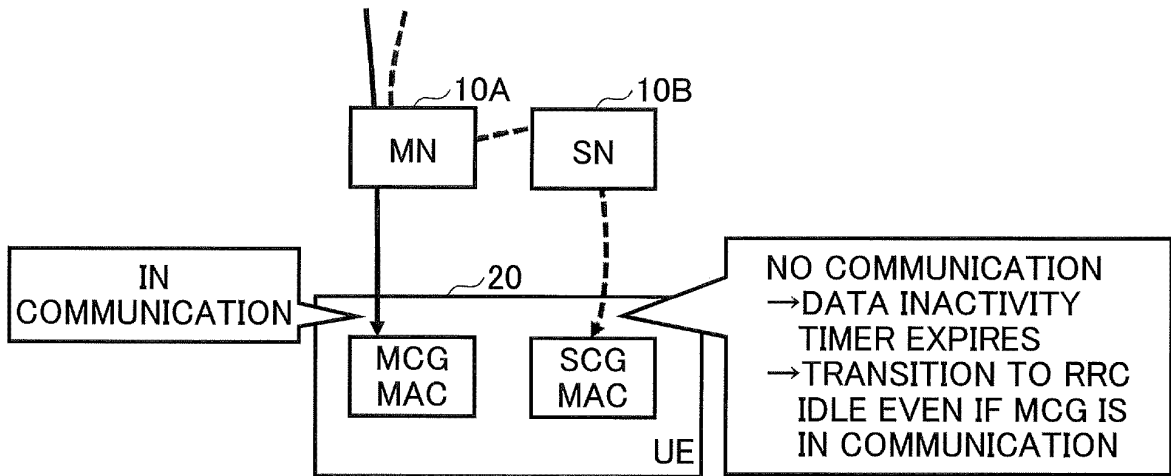 10A
10B
MN
SN
IN
COMMUNICATION
20
NO COMMUNICATION
→DATA INACTIVITY
TIMER EXPIRES
→TRANSITION TO RRC
IDLE EVEN IF MCG IS
IN COMMUNICATION
MCG
MAC
SCG
MAC
UE